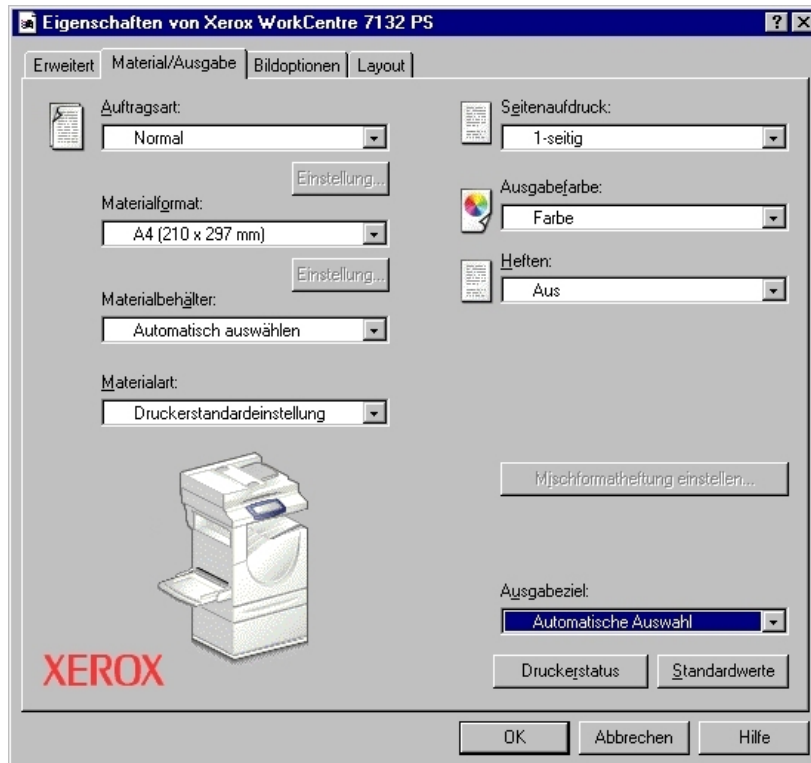 Eigenschaften von Xerox WorkCentre 7132 PS
Erweitert
Material/Ausgabe
Bildoptionen
Layout
Auftragsart:
Normal
Einstellung...
Materialformat:
A4 (210 x 297 mm)
Einstellung...
Materialbehälter:
Automatisch auswählen
Materialart:
Druckerstandardeinstellung
XEROX
Seitenaufdruck:
1-seitig
Ausgabefarbe:
Farbe
Heften:
Aus
Mischformatheftung einstellen...
Ausgabeziel:
Automatische Auswahl
Druckerstatus
Standardwerte
OK
Abbrechen
Hilfe